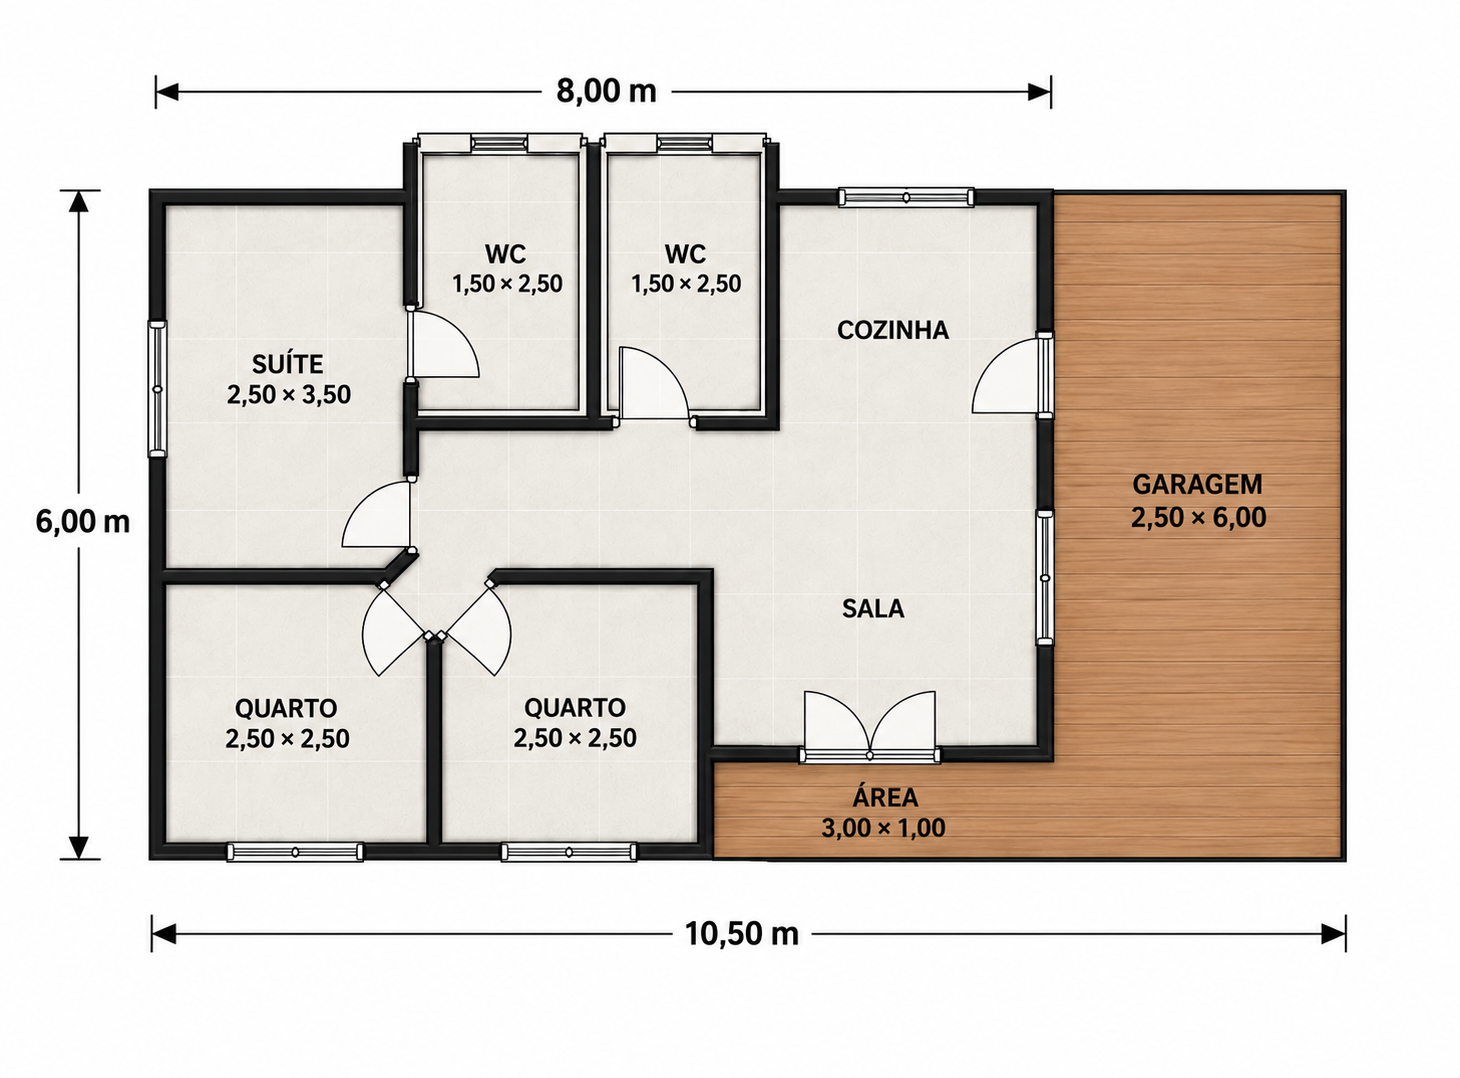 8,00 m
WC
1,50 × 2,50
WC
1,50 × 2,50
COZINHA
SUÍTE
2,50 × 3,50
GARAGEM
2,50 × 6,00
6,00 m
SALA
QUARTO
2,50 × 2,50
QUARTO
2,50 × 2,50
ÁREA
3,00 × 1,00
10,50 m